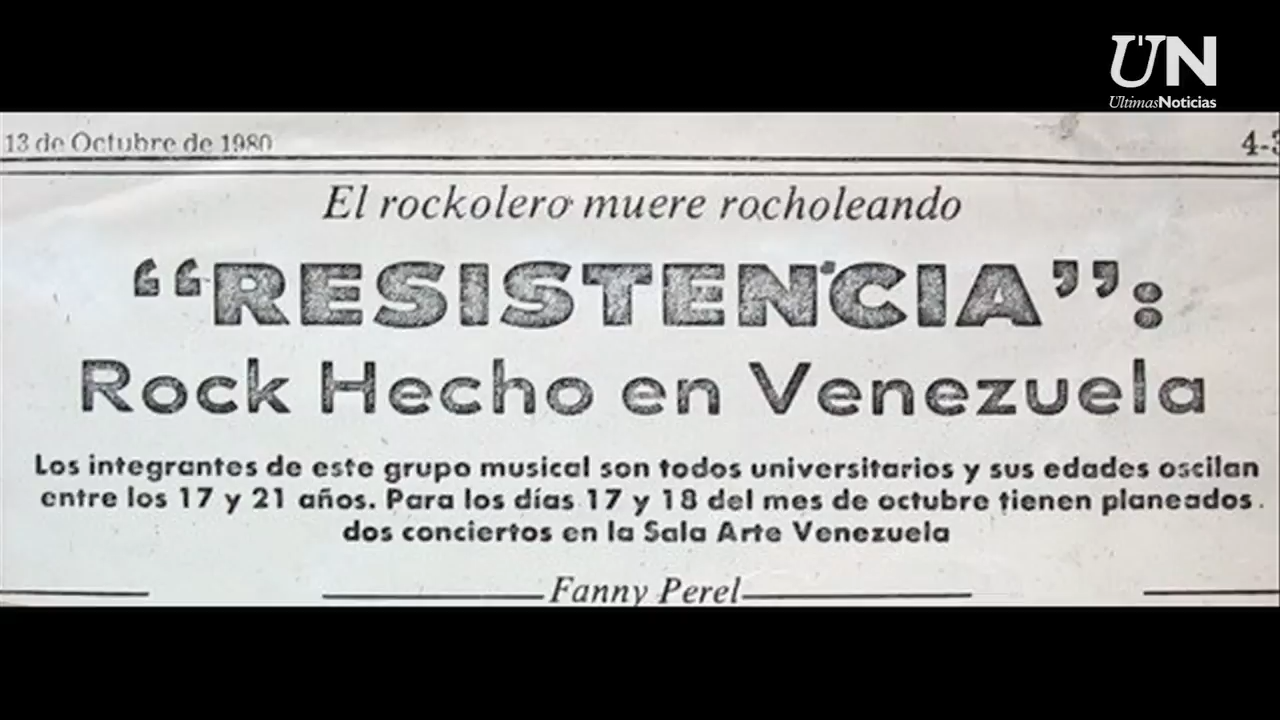 UN
ÚltimasNoticias
13 de Octubre de 1980
El rockolero muere rocholeando
“RESISTENCIA”:
Rock Hecho en Venezuela
Los integrantes de este grupo musical son todos universitarios y sus edades oscilan
entre los 17 y 21 años. Para los días 17 y 18 del mes de octubre tienen planeados
dos conciertos en la Sala Arte Venezuela
Fanny Perel